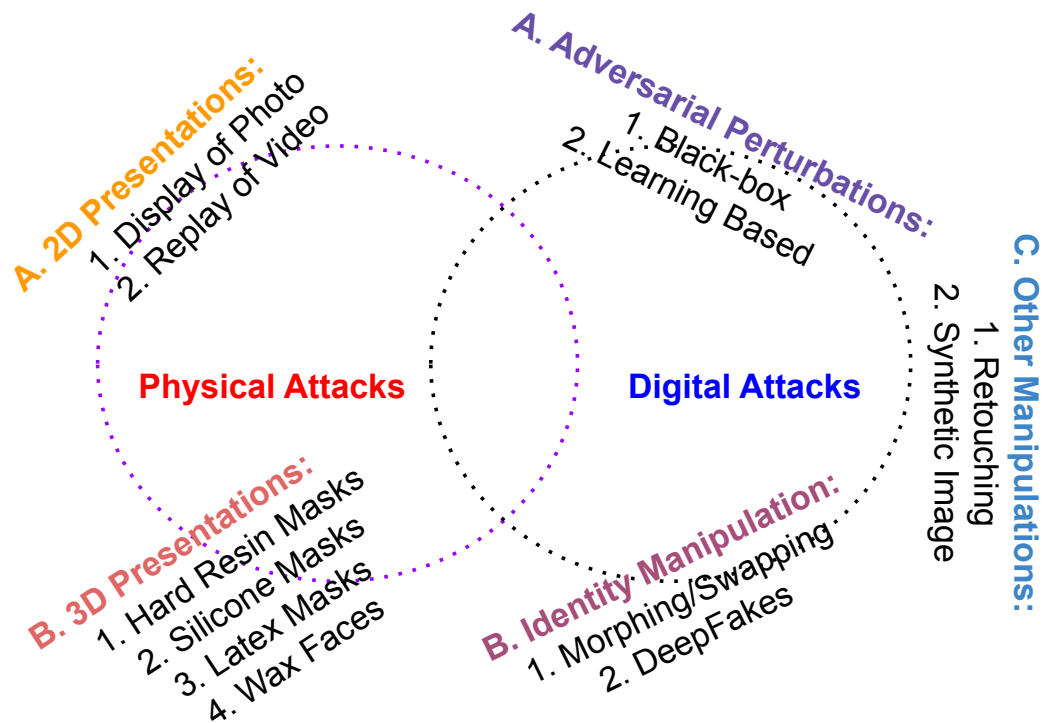 A. 2D Presentations:
1. Display of Photo
2. Replay of Video
A. Adversarial Perturbations:
1. Black-box
2. Learning Based
C. Other Manipulations:
1. Retouching
2. Synthetic Image
Physical Attacks
Digital Attacks
B. 3D Presentations:
1. Hard Resin Masks
2. Silicone Masks
3. Latex Masks
4. Wax Faces
B. Identity Manipulation:
1. Morphing/Swapping
2. DeepFakes